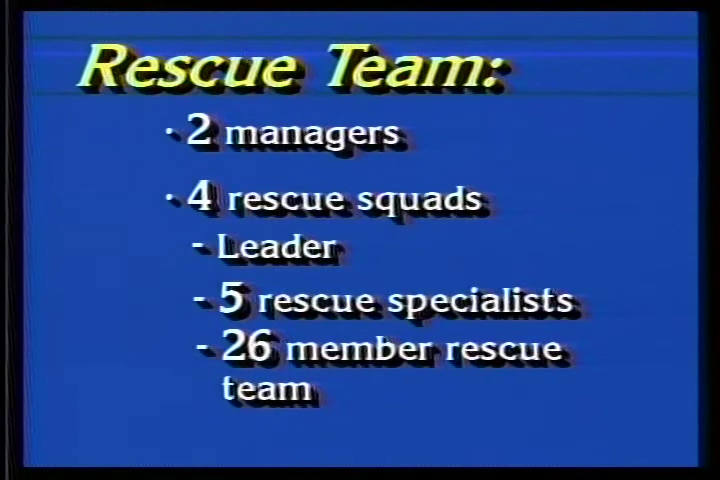 Rescue Team:
· 2 managers
· 4 rescue squads
- Leader
- 5 rescue specialists
- 26 member rescue
team